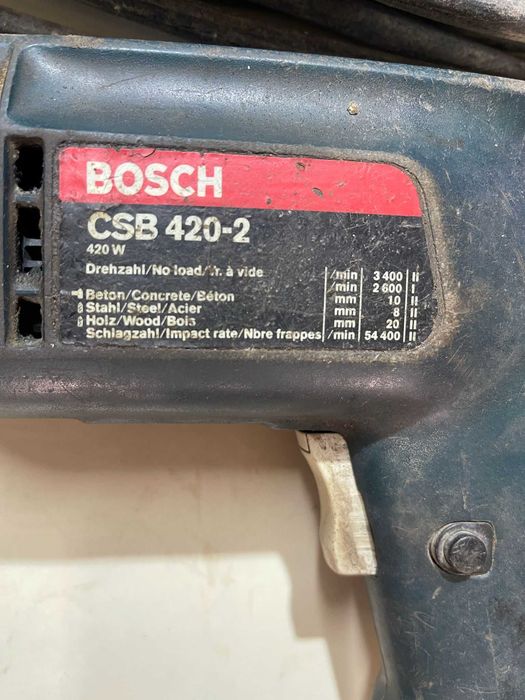 BOSCH
CSB 420-2
420 W
Drehzahl/No load/Vr. à vide /min 3 400 II
/min 2 600 I
Beton/Concrete/Béton mm 10 II
Stahl/Steel/Acier mm 8 II
Holz/Wood/Bois mm 20 II
Schlagzahl/Impact rate/Nbre frappes /min 54 400 II